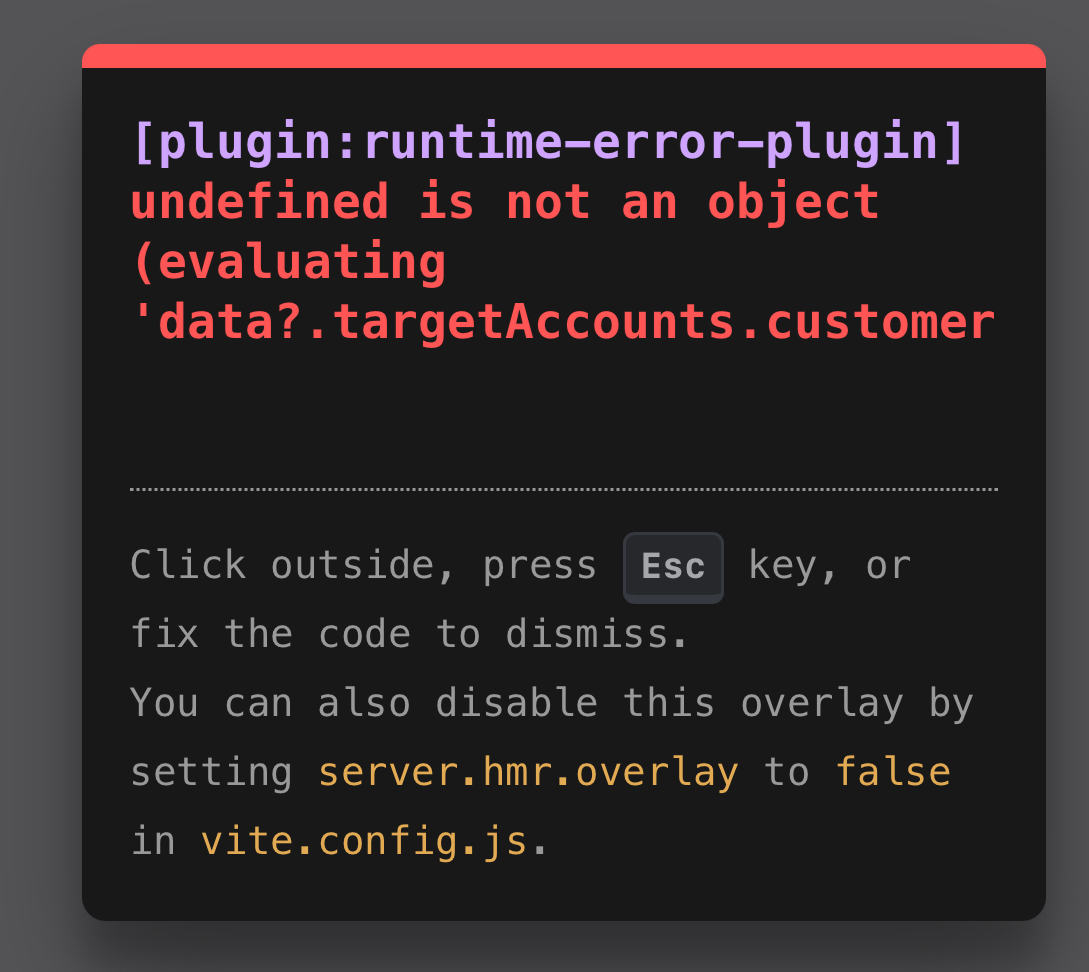 [plugin:runtime-error-plugin]
undefined is not an object
(evaluating
'data?.targetAccounts.customer
Click outside, press Esc key, or
fix the code to dismiss.
You can also disable this overlay by
setting server.hmr.overlay to false
in vite.config.js.